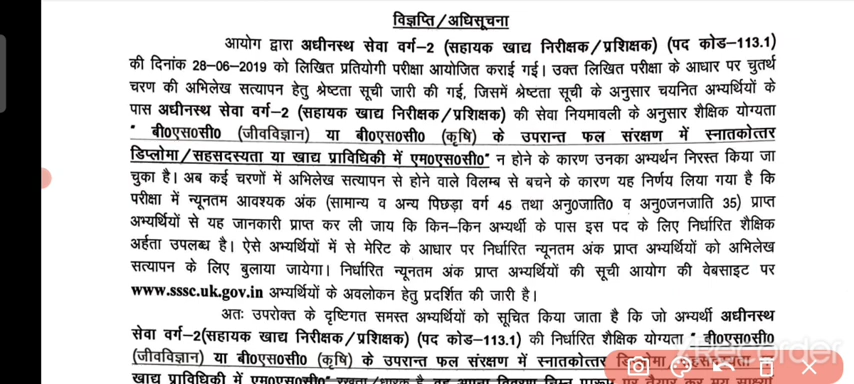 विज्ञप्ति/अधिसूचना
आयोग द्वारा अधीनस्थ सेवा वर्ग-2 (सहायक खाद्य निरीक्षक/प्रशिक्षक) (पद कोड-113.1)
की दिनांक 28-06-2019 को लिखित प्रतियोगी परीक्षा आयोजित कराई गई। उक्त लिखित परीक्षा के आधार पर चुतर्थ
चरण की अभिलेख सत्यापन हेतु श्रेष्टता सूची जारी की गई, जिसमें श्रेष्टता सूची के अनुसार चयनित अभ्यर्थियों के
पास अधीनस्थ सेवा वर्ग-2 (सहायक खाद्य निरीक्षक/प्रशिक्षक) की सेवा नियमावली के अनुसार शैक्षिक योग्यता
" बी0एस0सी0 (जीवविज्ञान) या बी0एस0सी0 (कृषि) के उपरान्त फल संरक्षण में स्नातकोत्तर
डिप्लोमा/सहसदस्यता या खाद्य प्राविधिकी में एम0एस0सी0" न होने के कारण उनका अभ्यर्थन निरस्त किया जा
चुका है। अब कई चरणों में अभिलेख सत्यापन से होने वाले विलम्ब से बचने के कारण यह निर्णय लिया गया है कि
परीक्षा में न्यूनतम आवश्यक अंक (सामान्य व अन्य पिछड़ा वर्ग 45 तथा अनु0जाति0 व अनु0जनजाति 35) प्राप्त
अभ्यर्थियों से यह जानकारी प्राप्त कर ली जाय कि किन-किन अभ्यर्थी के पास इस पद के लिए निर्धारित शैक्षिक
अर्हता उपलब्ध है। ऐसे अभ्यर्थियों में से मेरिट के आधार पर निर्धारित न्यूनतम अंक प्राप्त अभ्यर्थियों को अभिलेख
सत्यापन के लिए बुलाया जायेगा। निर्धारित न्यूनतम अंक प्राप्त अभ्यर्थियों की सूची आयोग की वेबसाइट पर
www.sssc.uk.gov.in अभ्यर्थियों के अवलोकन हेतु प्रदर्शित की जारी है।
अतः उपरोक्त के दृष्टिगत समस्त अभ्यर्थियों को सूचित किया जाता है कि जो अभ्यर्थी अधीनस्थ
सेवा वर्ग-2(सहायक खाद्य निरीक्षक/प्रशिक्षक) (पद कोड-113.1) की निर्धारित शैक्षिक योग्यता " बी0एस0सी0
(जीवविज्ञान) या बी0एस0सी0 (कृषि) के उपरान्त फल संरक्षण में स्नातकोत्तर
खाद्य प्राविधिकी में एम0एस0सी0"